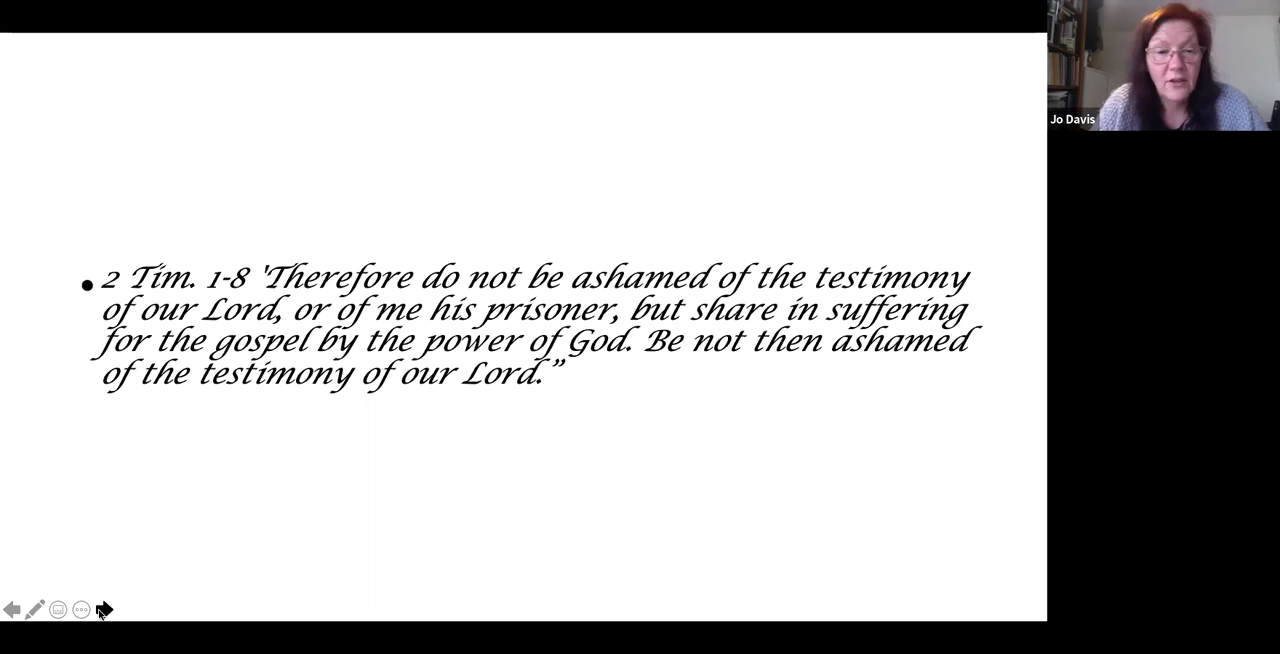 • 2 Tim. 1-8 'Therefore do not be ashamed of the testimony
of our Lord, or of me his prisoner, but share in suffering
for the gospel by the power of God. Be not then ashamed
of the testimony of our Lord.”
Jo Davis